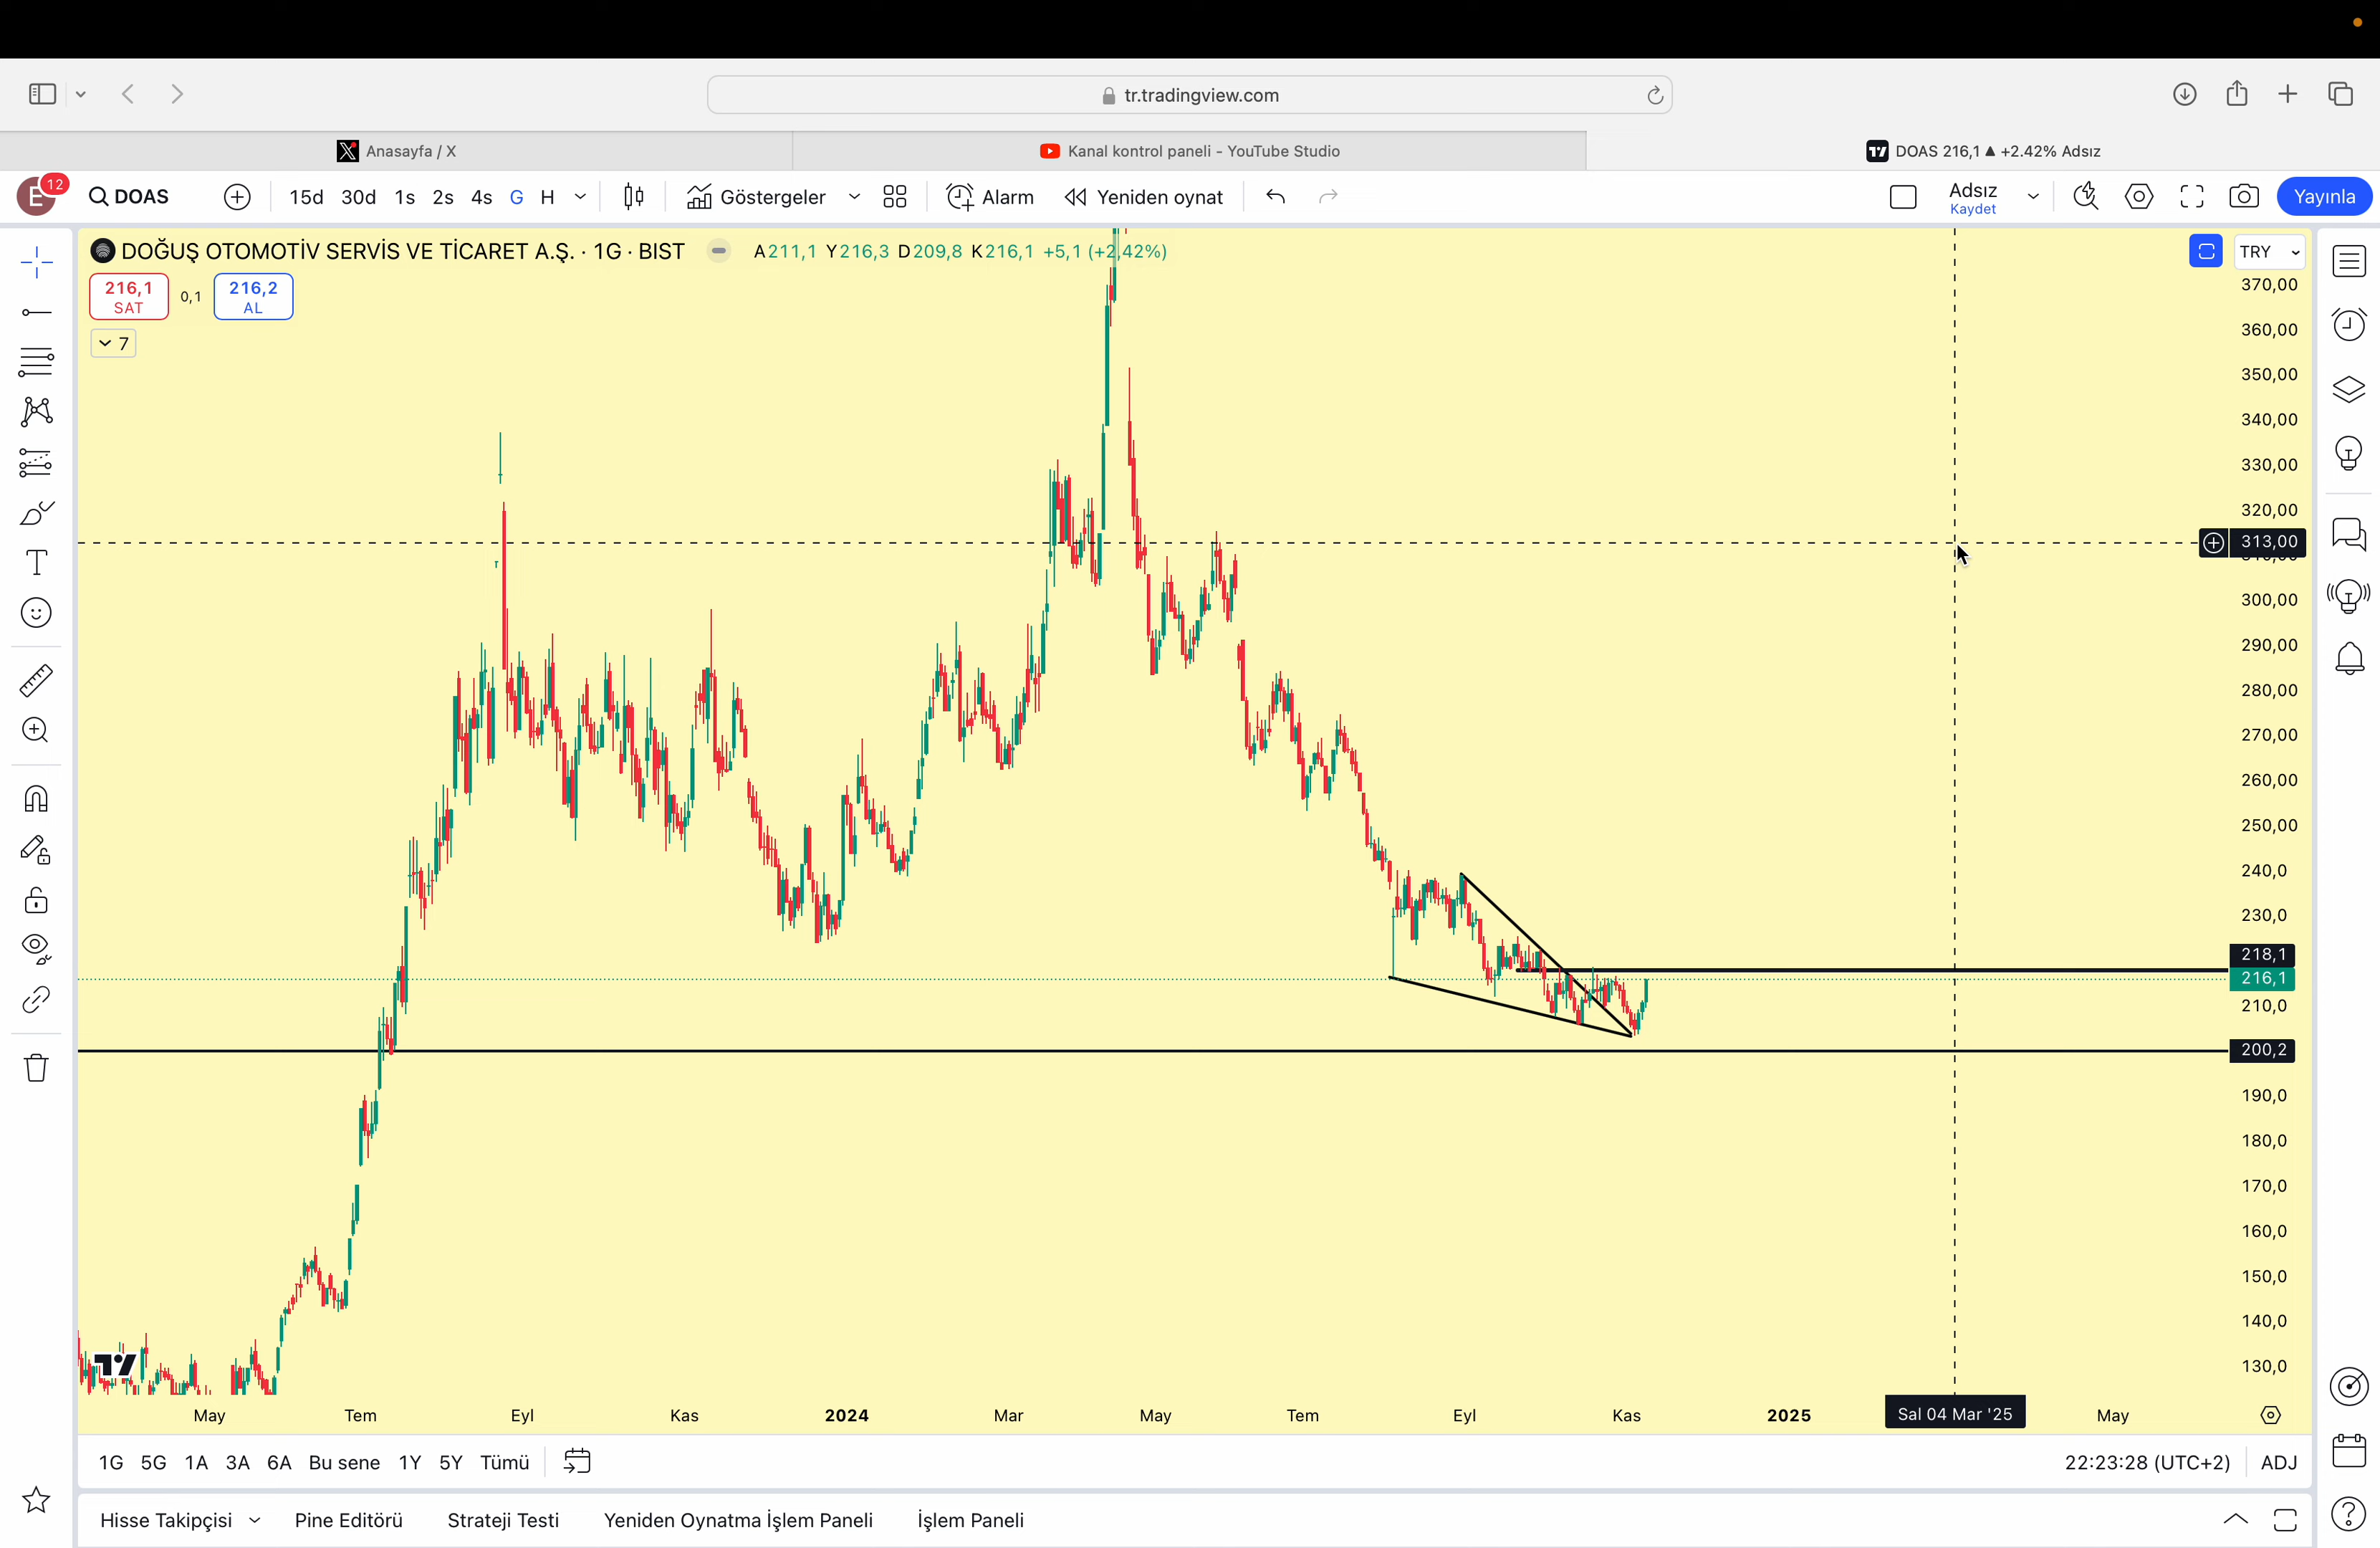 tr.tradingview.com
Anasayfa / X
Kanal kontrol paneli - YouTube Studio
DOAS 216,1 ▲ +2.42% Adsız
E
12
DOAS
15d 30d 1s 2s 4s G H
Göstergeler
Alarm
Yeniden oynat
Adsız
Kaydet
Yayınla
DOĞUŞ OTOMOTİV SERVİS VE TİCARET A.Ş. · 1G · BIST
A211,1 Y216,3 D209,8 K216,1 +5,1 (+2,42%)
TRY
216,1
SAT
0,1
216,2
AL
7
370,00
360,00
350,00
340,00
330,00
320,00
313,00
300,00
290,00
280,00
270,00
260,00
250,00
240,0
230,0
218,1
216,1
210,0
200,2
190,0
180,0
170,0
160,0
150,0
140,0
130,0
May Tem Eyl Kas 2024 Mar May Tem Eyl Kas 2025 Sal 04 Mar '25 May
1G 5G 1A 3A 6A Bu sene 1Y 5Y Tümü
22:23:28 (UTC+2) ADJ
Hisse Takipçisi Pine Editörü Strateji Testi Yeniden Oynatma İşlem Paneli İşlem Paneli